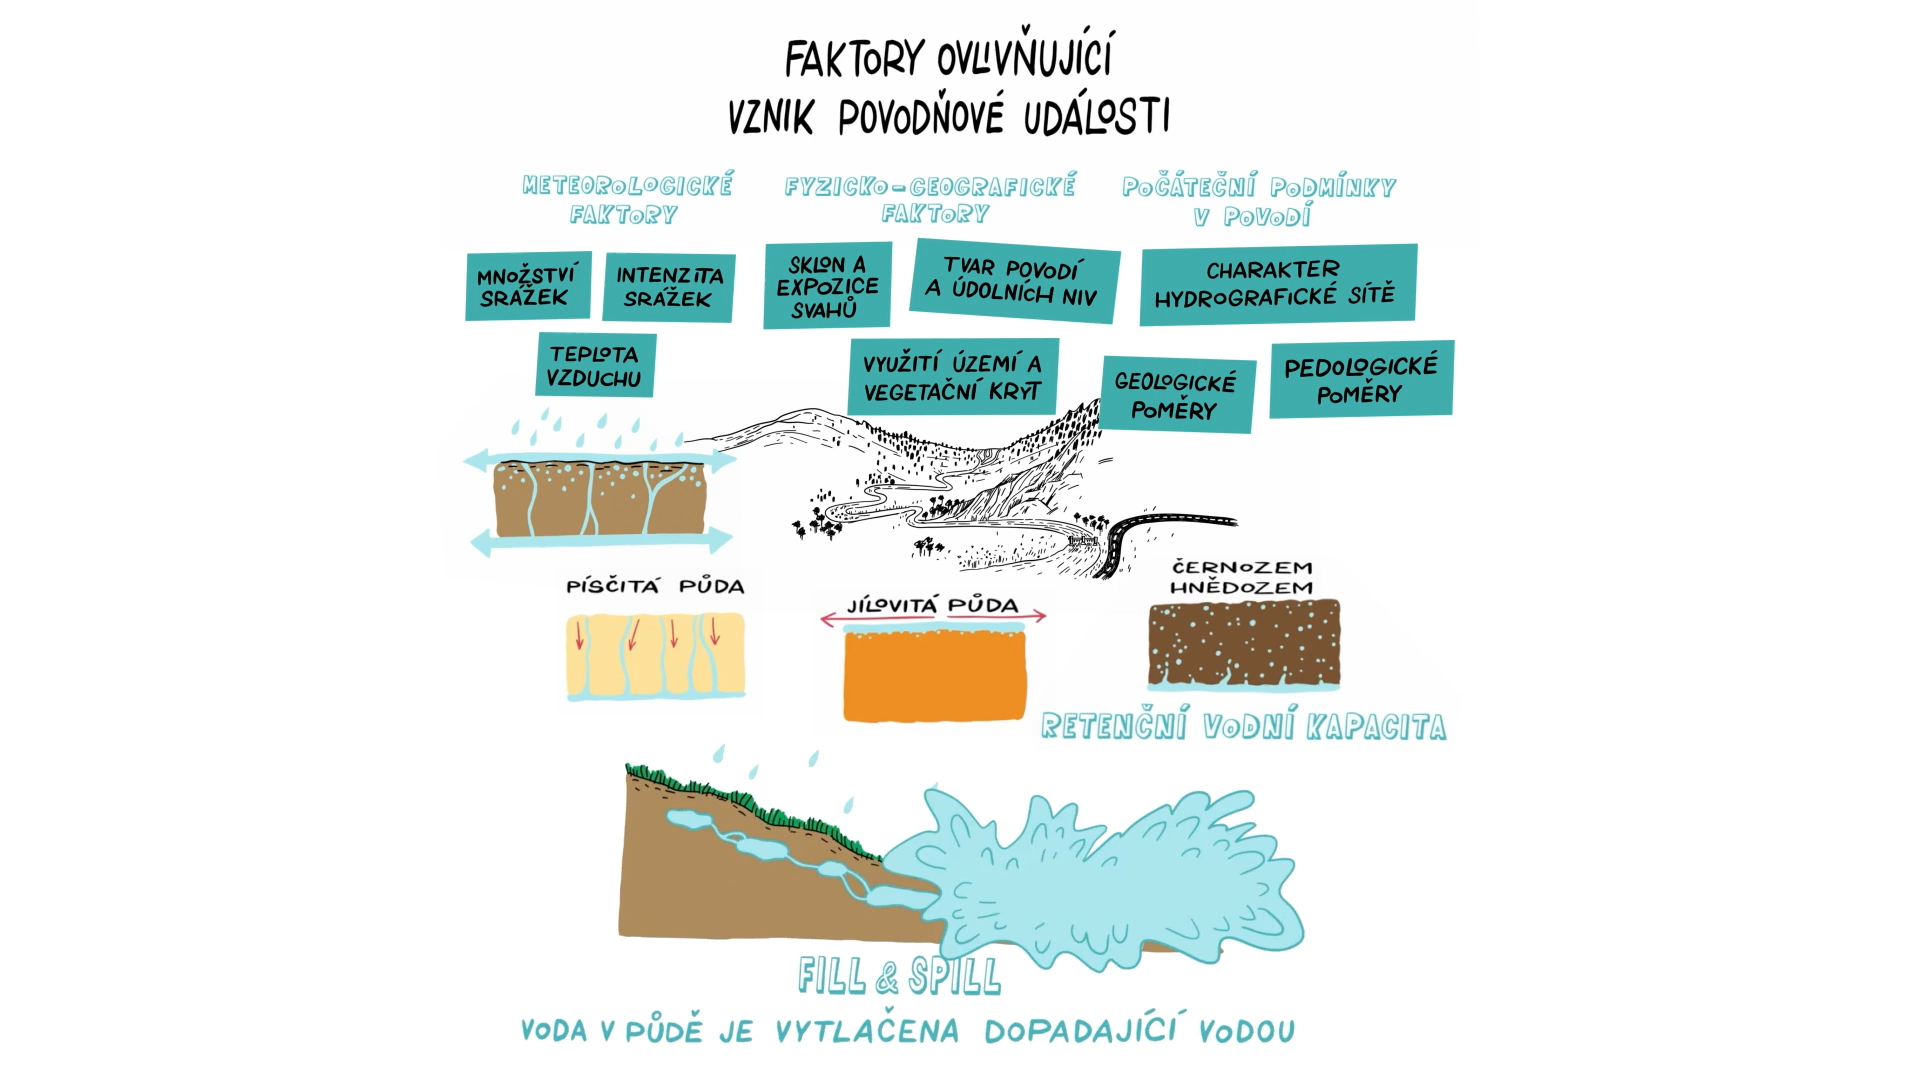 FAKTORY OVLIVŇUJÍCÍ
VZNIK POVODŇOVÉ UDÁLOSTI
METEOROLOGICKÉ
FAKTORY
FYZICKO-GEOGRAFICKÉ
FAKTORY
POČÁTEČNÍ PODMÍNKY
V POVODÍ
MNOŽSTVÍ
SRÁŽEK
INTENZITA
SRÁŽEK
SKLON A
EXPOZICE
SVAHŮ
TVAR POVODÍ
A ÚDOLNÍCH NIV
CHARAKTER
HYDROGRAFICKÉ SÍTĚ
TEPLOTA
VZDUCHU
VYUŽITÍ ÚZEMÍ A
VEGETAČNÍ KRYT
GEOLOGICKÉ
POMĚRY
PEDOLOGICKÉ
POMĚRY
PÍSČITÁ PŮDA
JÍLOVITÁ PŮDA
ČERNOZEM
HNĚDOZEM
RETENČNÍ VODNÍ KAPACITA
FILL & SPILL
VODA V PŮDĚ JE VYTLAČENA DOPADAJÍCÍ VODOU